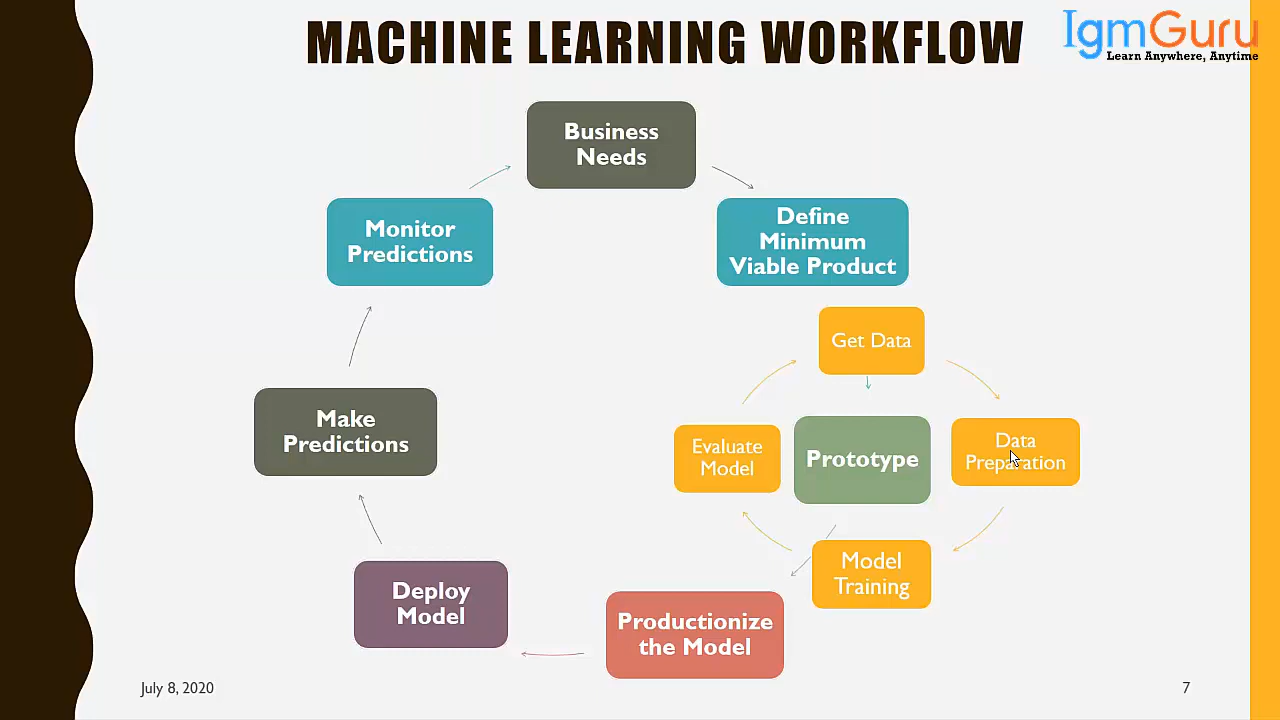 MACHINE LEARNING WORKFLOW
IgmGuru
Learn Anywhere, Anytime
Business
Needs
Define
Minimum
Viable Product
Get Data
Data
Preparation
Model
Training
Evaluate
Model
Prototype
Productionize
the Model
Deploy
Model
Make
Predictions
Monitor
Predictions
July 8, 2020
7